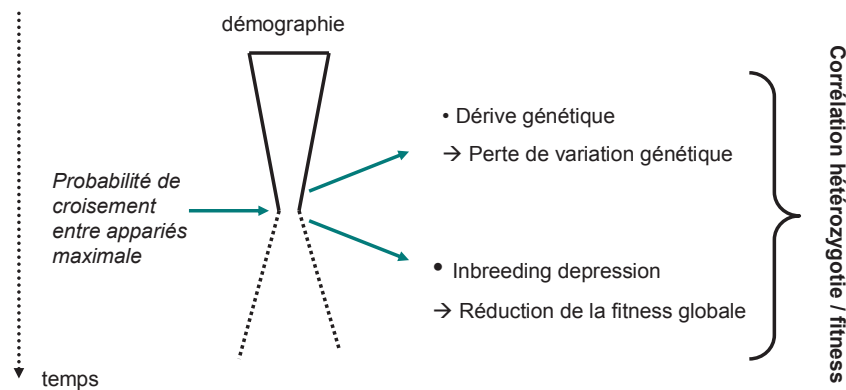 démographie
• Dérive génétique
→ Perte de variation génétique
Probabilité de
croisement
entre appariés
maximale
• Inbreeding depression
→ Réduction de la fitness globale
Corrélation hétérozygotie / fitness
temps